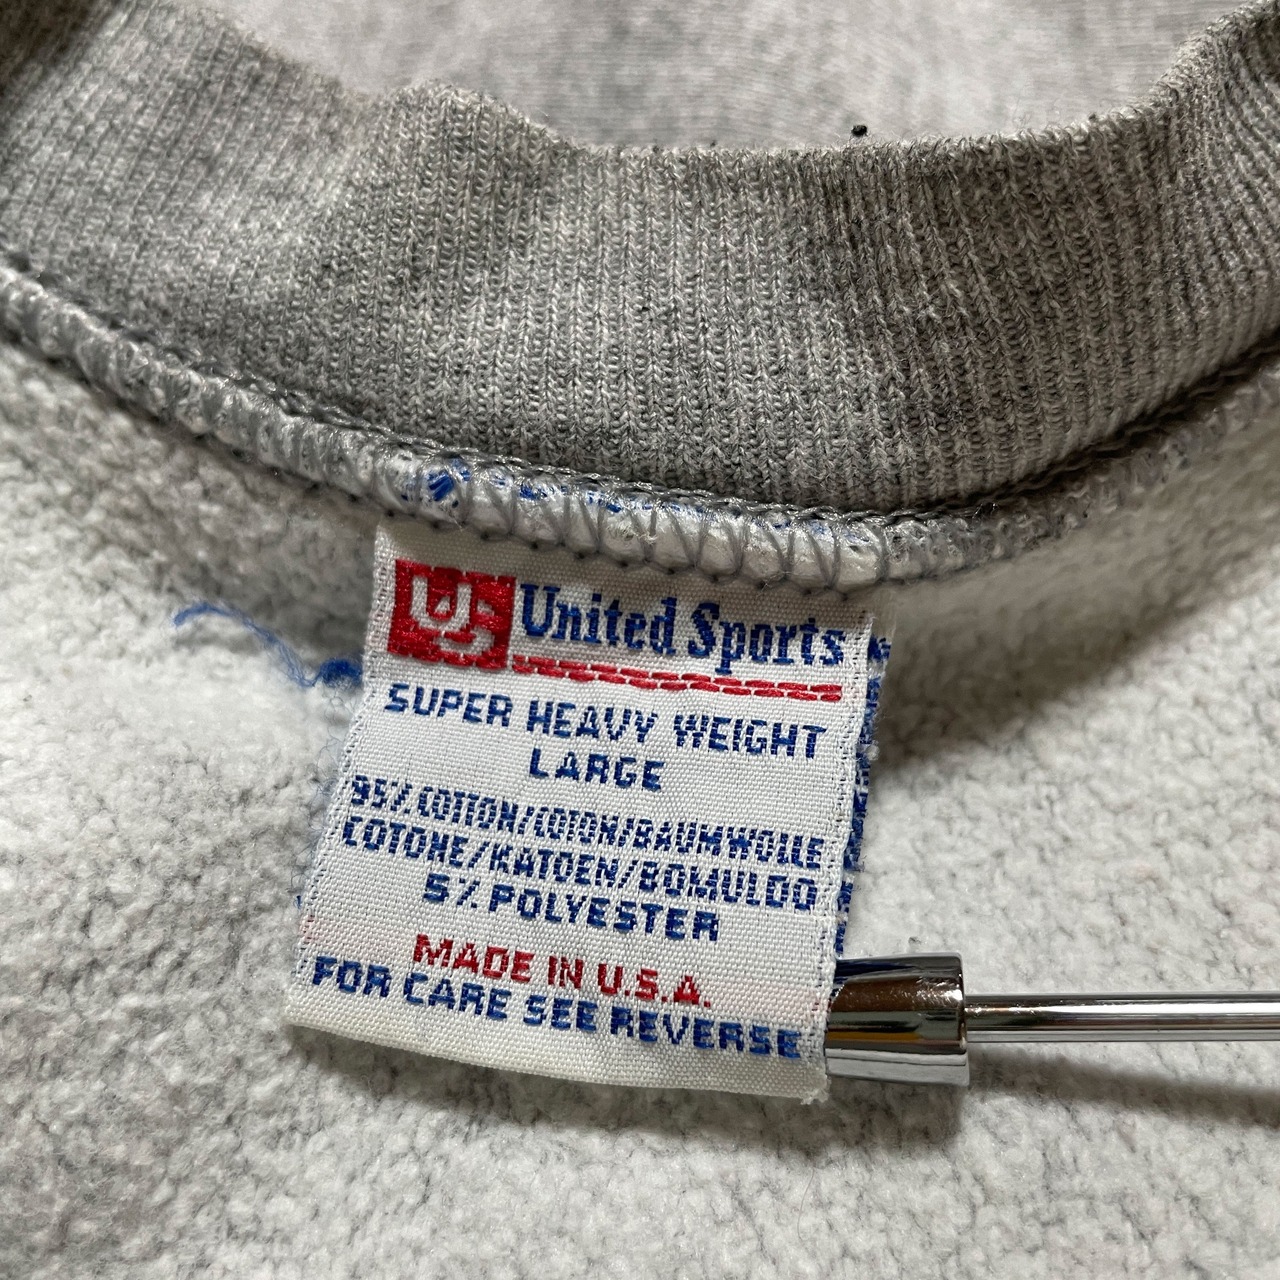 US United Sports
SUPER HEAVY WEIGHT
LARGE
95% COTTON/COTON/BAUMWOLLE
COTONE/KATOEN/BOMULDO
5% POLYESTER
MADE IN U.S.A.
FOR CARE SEE REVERSE